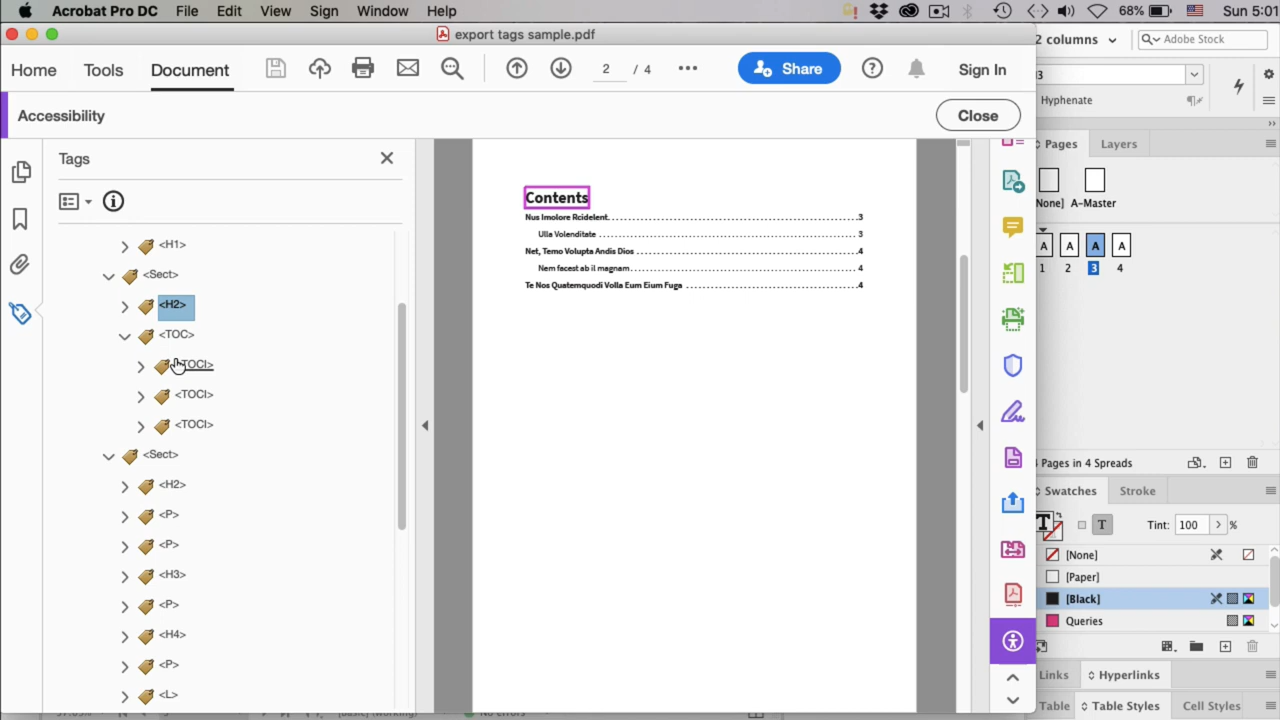 Acrobat Pro DC File Edit View Sign Window Help 68% Sun 5:01
export tags sample.pdf
2 columns Adobe Stock
Home Tools Document 2 / 4 Share Sign In
Hyphenate
Accessibility Close
Pages Layers
Tags
None] A-Master
<H1>
<Sect>
<H2>
<TOC>
<TOCI>
<TOCI>
<TOCI>
<Sect>
<H2>
<P>
<P>
<H3>
<P>
<H4>
<P>
<L>
Contents
Nus Imolore Rcidelent. 3
Ulla Volenditate 3
Net, Temo Volupta Andis Dios 4
Nem facest ab il magnam 4
Te Nos Quatemquodi Volla Eum Eium Fuga 4
A A A A
1 2 3 4
Pages in 4 Spreads
Swatches Stroke
T T Tint: 100 %
[None]
[Paper]
[Black]
Queries
Links Hyperlinks
Table Table Styles Cell Styles